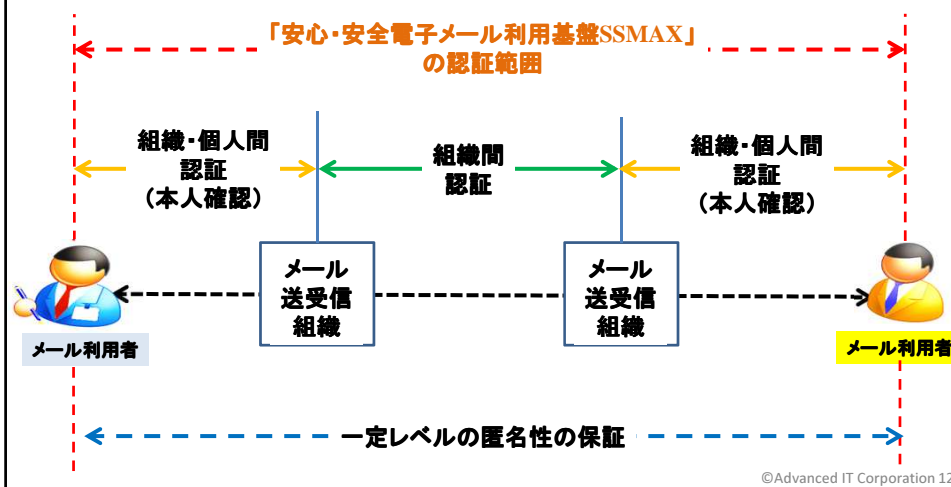 「安心・安全電子メール利用基盤SSMAX」
の認証範囲
組織・個人間
認証
（本人確認）
組織間
認証
組織・個人間
認証
（本人確認）
メール
送受信
組織
メール
送受信
組織
メール利用者
メール利用者
一定レベルの匿名性の保証
©Advanced IT Corporation 12